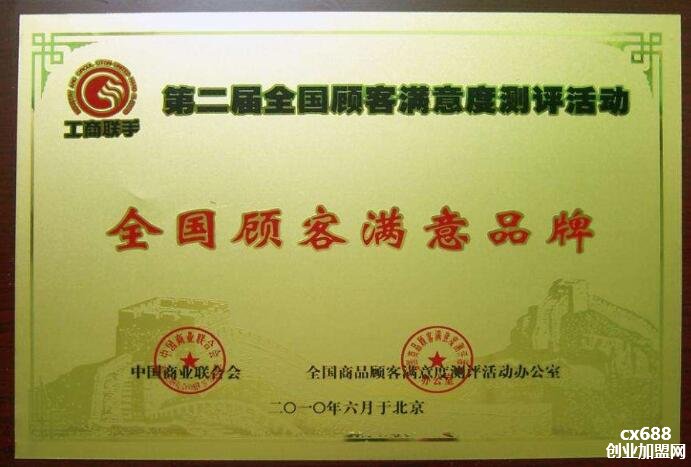 工商联手
第二届全国顾客满意度测评活动
全国顾客满意品牌
中国商业联合会
全国商品顾客满意度测评活动办公室
二〇一〇年六月于北京
cx688
创业加盟网